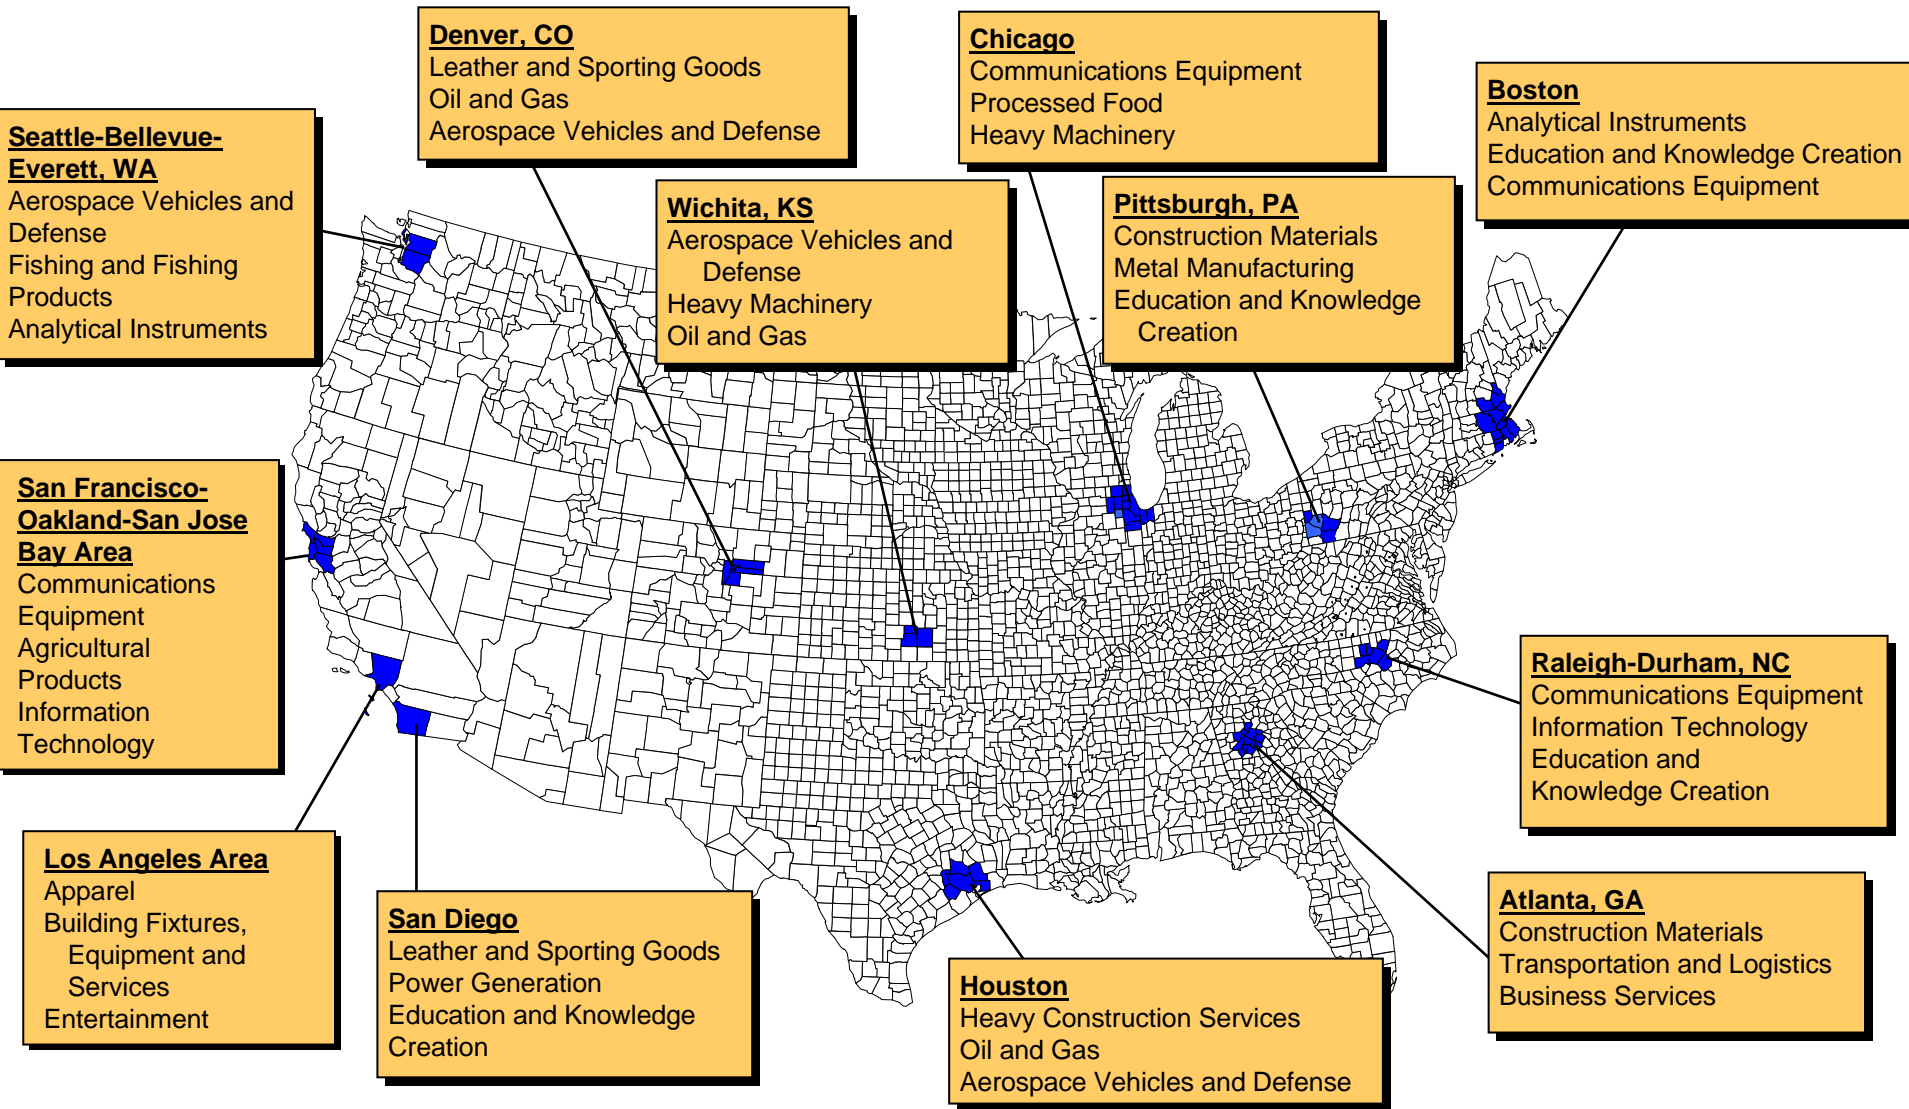 Denver, CO
Leather and Sporting Goods
Oil and Gas
Aerospace Vehicles and Defense
Chicago
Communications Equipment
Processed Food
Heavy Machinery
Boston
Analytical Instruments
Education and Knowledge Creation
Communications Equipment
Seattle-Bellevue-
Everett, WA
Aerospace Vehicles and
Defense
Fishing and Fishing
Products
Analytical Instruments
Wichita, KS
Aerospace Vehicles and
Defense
Heavy Machinery
Oil and Gas
Pittsburgh, PA
Construction Materials
Metal Manufacturing
Education and Knowledge
Creation
San Francisco-
Oakland-San Jose
Bay Area
Communications
Equipment
Agricultural
Products
Information
Technology
Raleigh-Durham, NC
Communications Equipment
Information Technology
Education and
Knowledge Creation
Los Angeles Area
Apparel
Building Fixtures,
Equipment and
Services
Entertainment
San Diego
Leather and Sporting Goods
Power Generation
Education and Knowledge
Creation
Houston
Heavy Construction Services
Oil and Gas
Aerospace Vehicles and Defense
Atlanta, GA
Construction Materials
Transportation and Logistics
Business Services